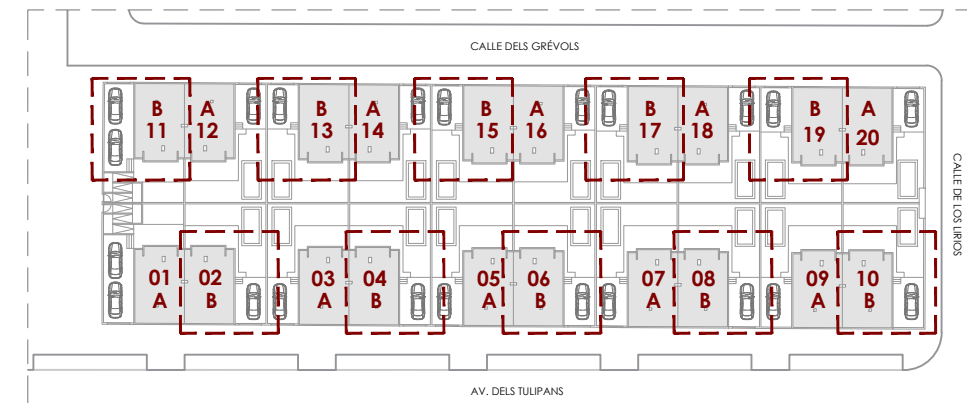 CALLE DELS GRÉVOLS
B A B A B A B A B A
11 12 13 14 15 16 17 18 19 20
CALLE DE LOS LIRIOS
01 02 03 04 05 06 07 08 09 10
A B A B A B A B A B
AV. DELS TULIPANS